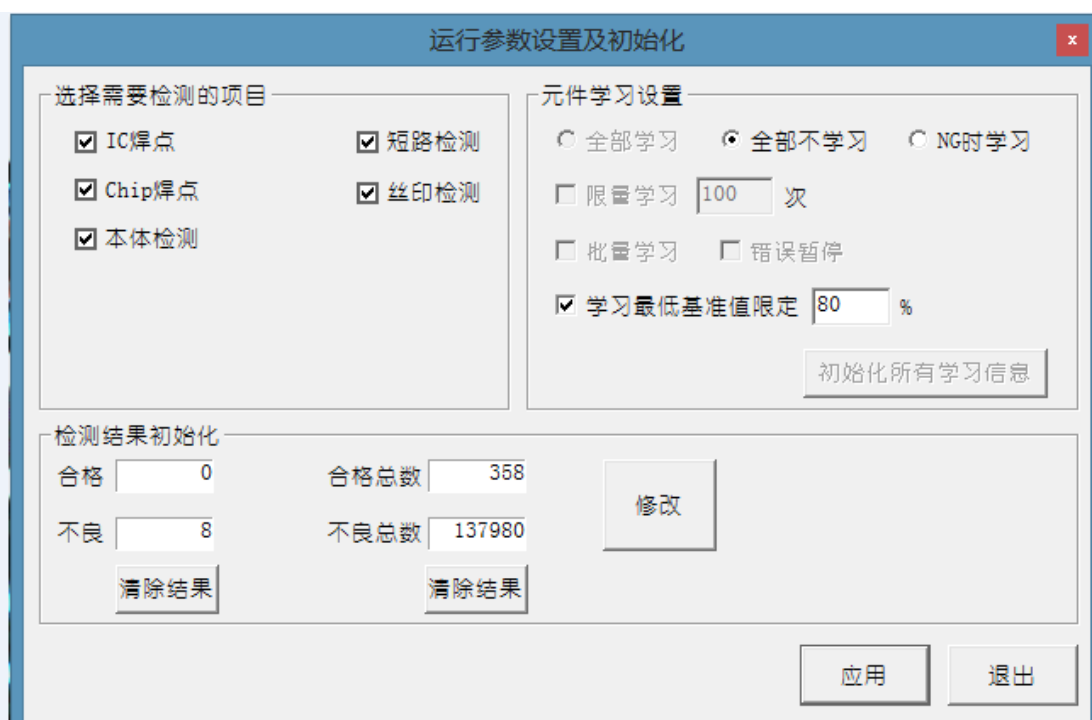 运行参数设置及初始化
x
选择需要检测的项目
IC焊点
短路检测
Chip焊点
丝印检测
本体检测
元件学习设置
全部学习 全部不学习 NG时学习
限量学习 100 次
批量学习 错误暂停
学习最低基准值限定 80 %
初始化所有学习信息
检测结果初始化
合格 0 合格总数 358
修改
不良 8 不良总数 137980
清除结果 清除结果
应用 退出